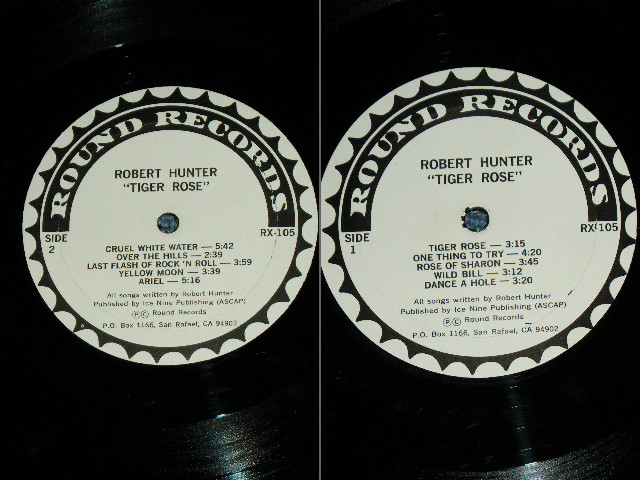 ROUND RECORDS
ROBERT HUNTER
"TIGER ROSE"
SIDE
2
RX-105
CRUEL WHITE WATER — 5:42
OVER THE HILLS — 2:39
LAST FLASH OF ROCK 'N ROLL — 3:59
YELLOW MOON — 3:39
ARIEL — 5:16
All songs written by Robert Hunter
Published by Ice Nine Publishing (ASCAP)
Ⓟ© Round Records
P.O. Box 1166, San Rafael, CA 94902
ROUND RECORDS
ROBERT HUNTER
"TIGER ROSE"
SIDE
1
RX-105
TIGER ROSE — 3:15
ONE THING TO TRY — 4:20
ROSE OF SHARON — 3:45
WILD BILL — 3:12
DANCE A HOLE — 3:20
All songs written by Robert Hunter
Published by Ice Nine Publishing (ASCAP)
Ⓟ© Round Records
P.O. Box 1166, San Rafael, CA 94902